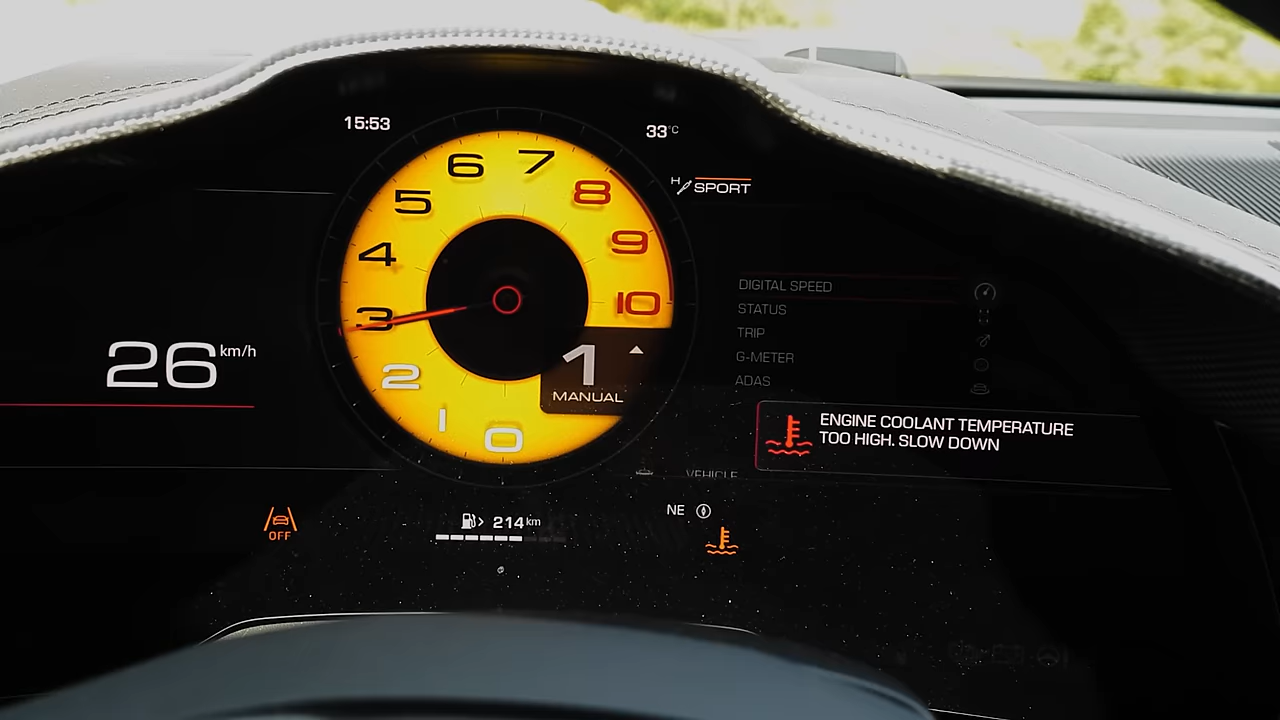 15:53
33°C
H SPORT
6 7
5 8
4 9
3 10
2
1
0
1
MANUAL
26 km/h
DIGITAL SPEED
STATUS
TRIP
G-METER
ADAS
ENGINE COOLANT TEMPERATURE
TOO HIGH. SLOW DOWN
VEHICLE
OFF
214 km
NE